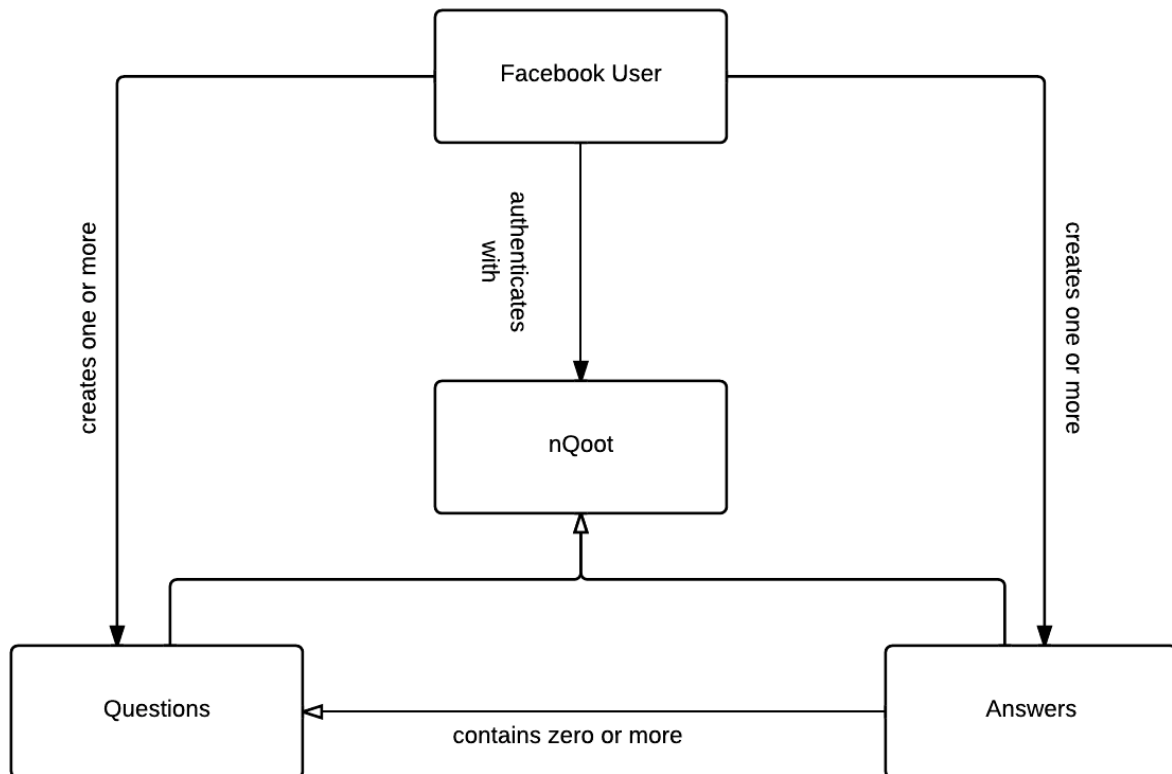 Facebook User
creates one or more
authenticates
with
creates one or more
nQoot
Questions
Answers
contains zero or more